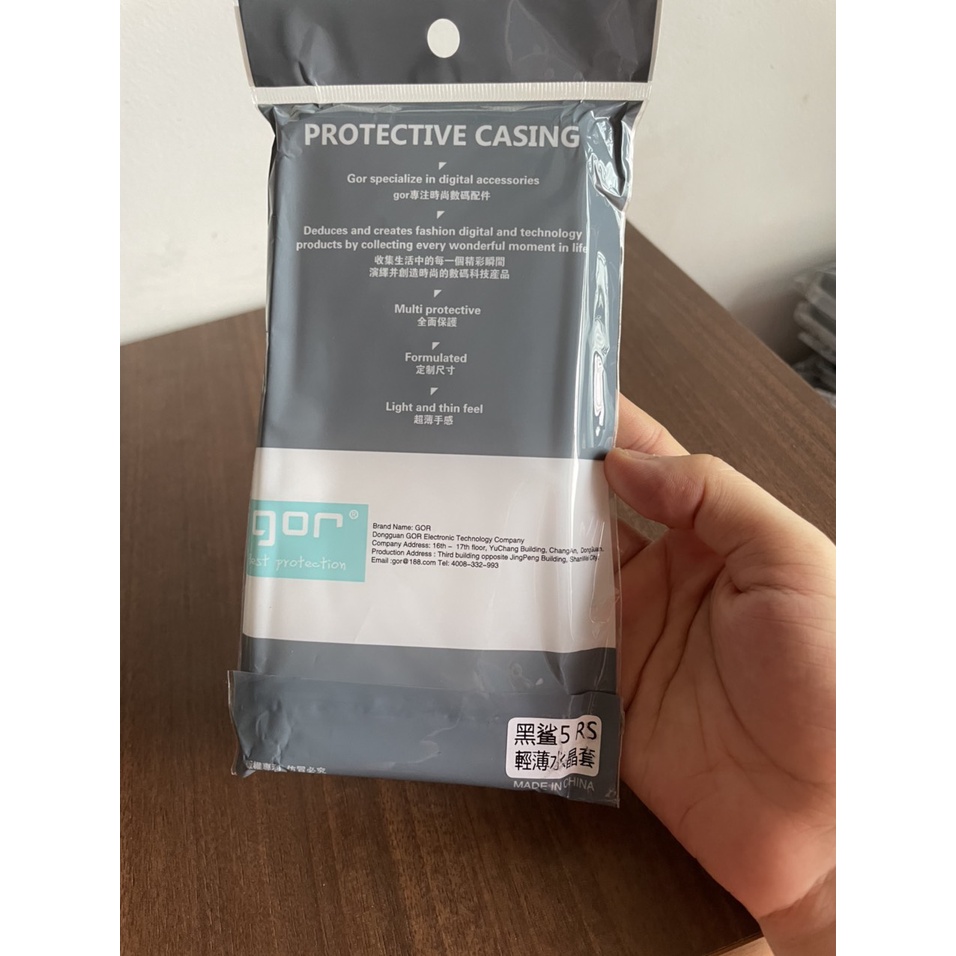 PROTECTIVE CASING
Gor specialize in digital accessories
gor專注時尚數碼配件
Deduces and creates fashion digital and technology
products by collecting every wonderful moment in life
收集生活中的每一個精彩瞬間
演繹并創造時尚的數碼科技產品
Multi protective
全面保護
Formulated
定制尺寸
Light and thin feel
超薄手感
gor®
best protection
Brand Name: GOR
Dongguan GOR Electronic Technology Company
Company Address: 16th – 17th floor, YuChang Building, ChangAn,
Production Address : Third building opposite JingPeng Building, ShanMei City,
Email :gor@188.com Tel: 4008–332–993
黑鯊5 RS
輕薄水晶套
MADE IN CHINA